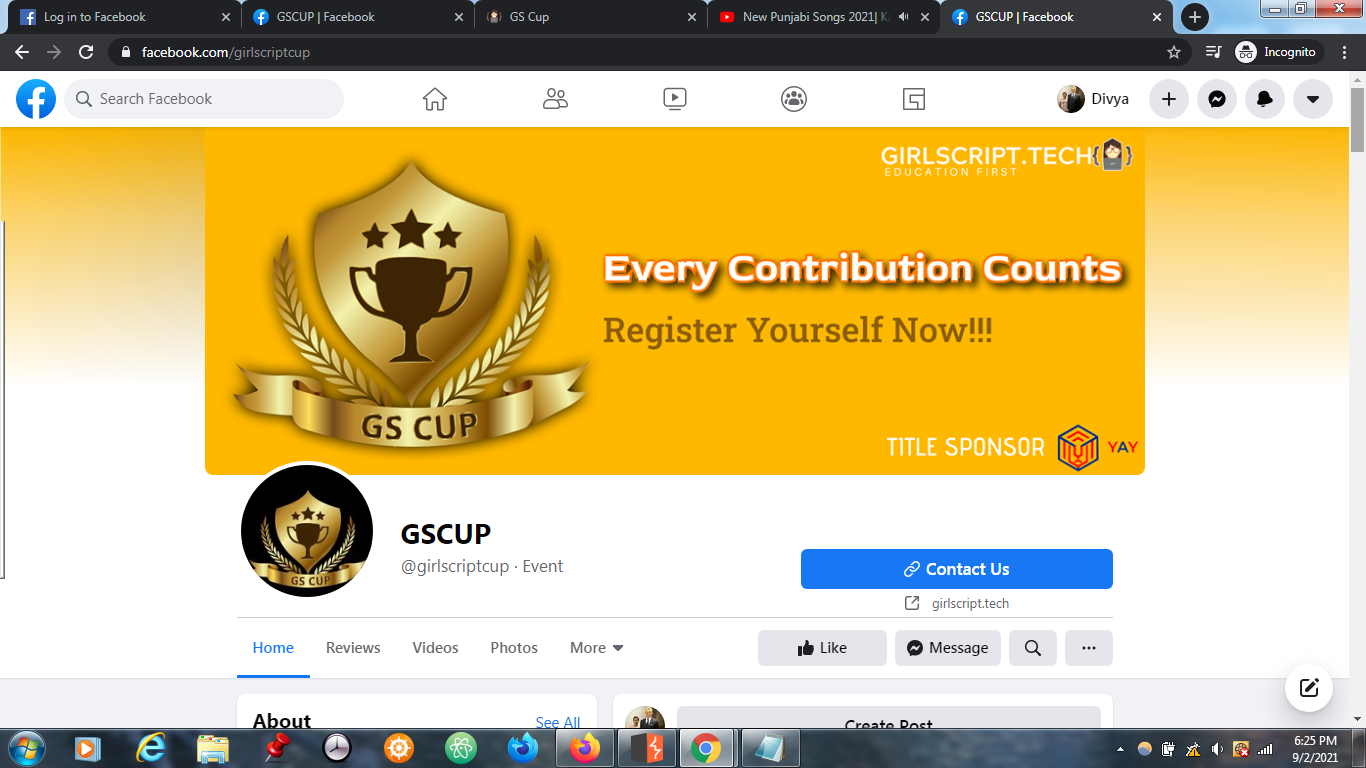 Log in to Facebook
GSCUP | Facebook
GS Cup
New Punjabi Songs 2021|
GSCUP | Facebook
facebook.com/girlscriptcup
Incognito
Search Facebook
Divya
GIRLSCRIPT.TECH
EDUCATION FIRST
Every Contribution Counts
Register Yourself Now!!!
GS CUP
TITLE SPONSOR YAY
GS CUP
GSCUP
@girlscriptcup · Event
Contact Us
girlscript.tech
Home Reviews Videos Photos More
Like Message
About
See All
Create Post
6:25 PM
9/2/2021